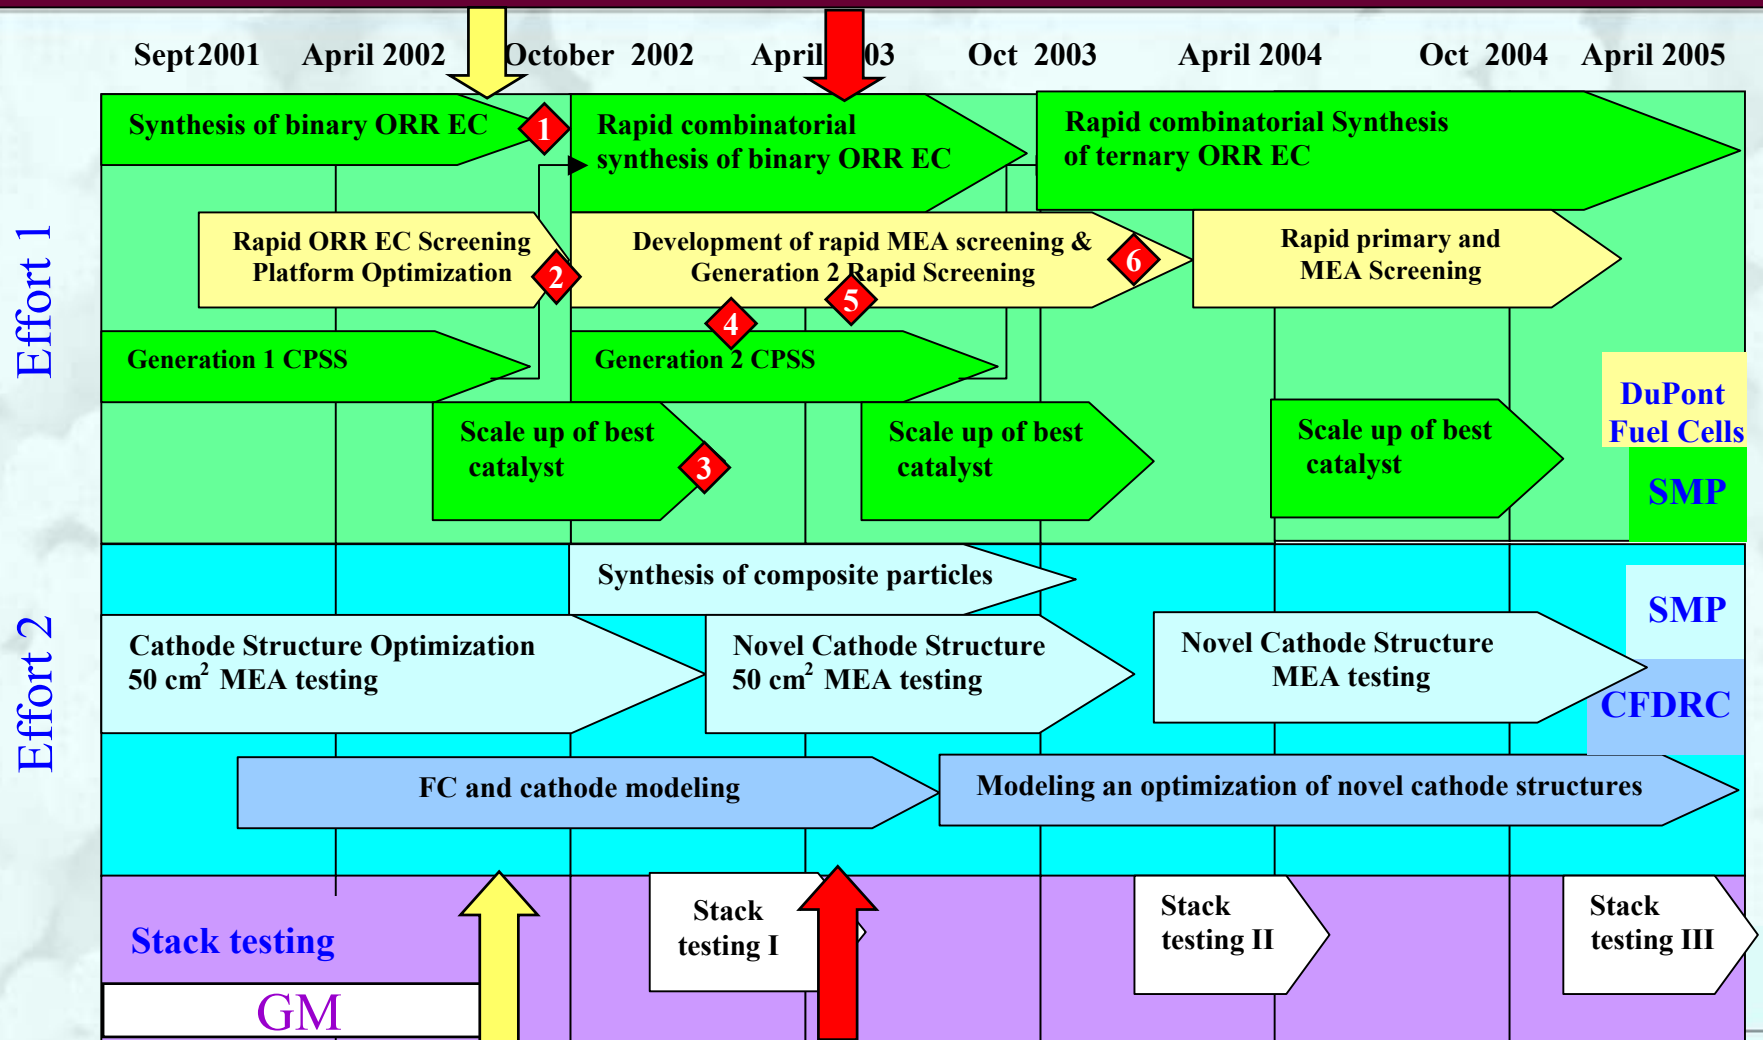 Sept 2001 April 2002 October 2002 April 03 Oct 2003 April 2004 Oct 2004 April 2005
Effort 1
Synthesis of binary ORR EC
1
Rapid combinatorial
synthesis of binary ORR EC
Rapid combinatorial Synthesis
of ternary ORR EC
Rapid ORR EC Screening
Platform Optimization
2
Development of rapid MEA screening &
Generation 2 Rapid Screening
6
5
Rapid primary and
MEA Screening
4
Generation 1 CPSS
Generation 2 CPSS
Scale up of best
catalyst
3
Scale up of best
catalyst
Scale up of best
catalyst
DuPont
Fuel Cells
SMP
Effort 2
Synthesis of composite particles
SMP
Cathode Structure Optimization
50 cm² MEA testing
Novel Cathode Structure
50 cm² MEA testing
Novel Cathode Structure
MEA testing
CFDRC
FC and cathode modeling
Modeling an optimization of novel cathode structures
Stack testing
Stack
testing I
Stack
testing II
Stack
testing III
GM